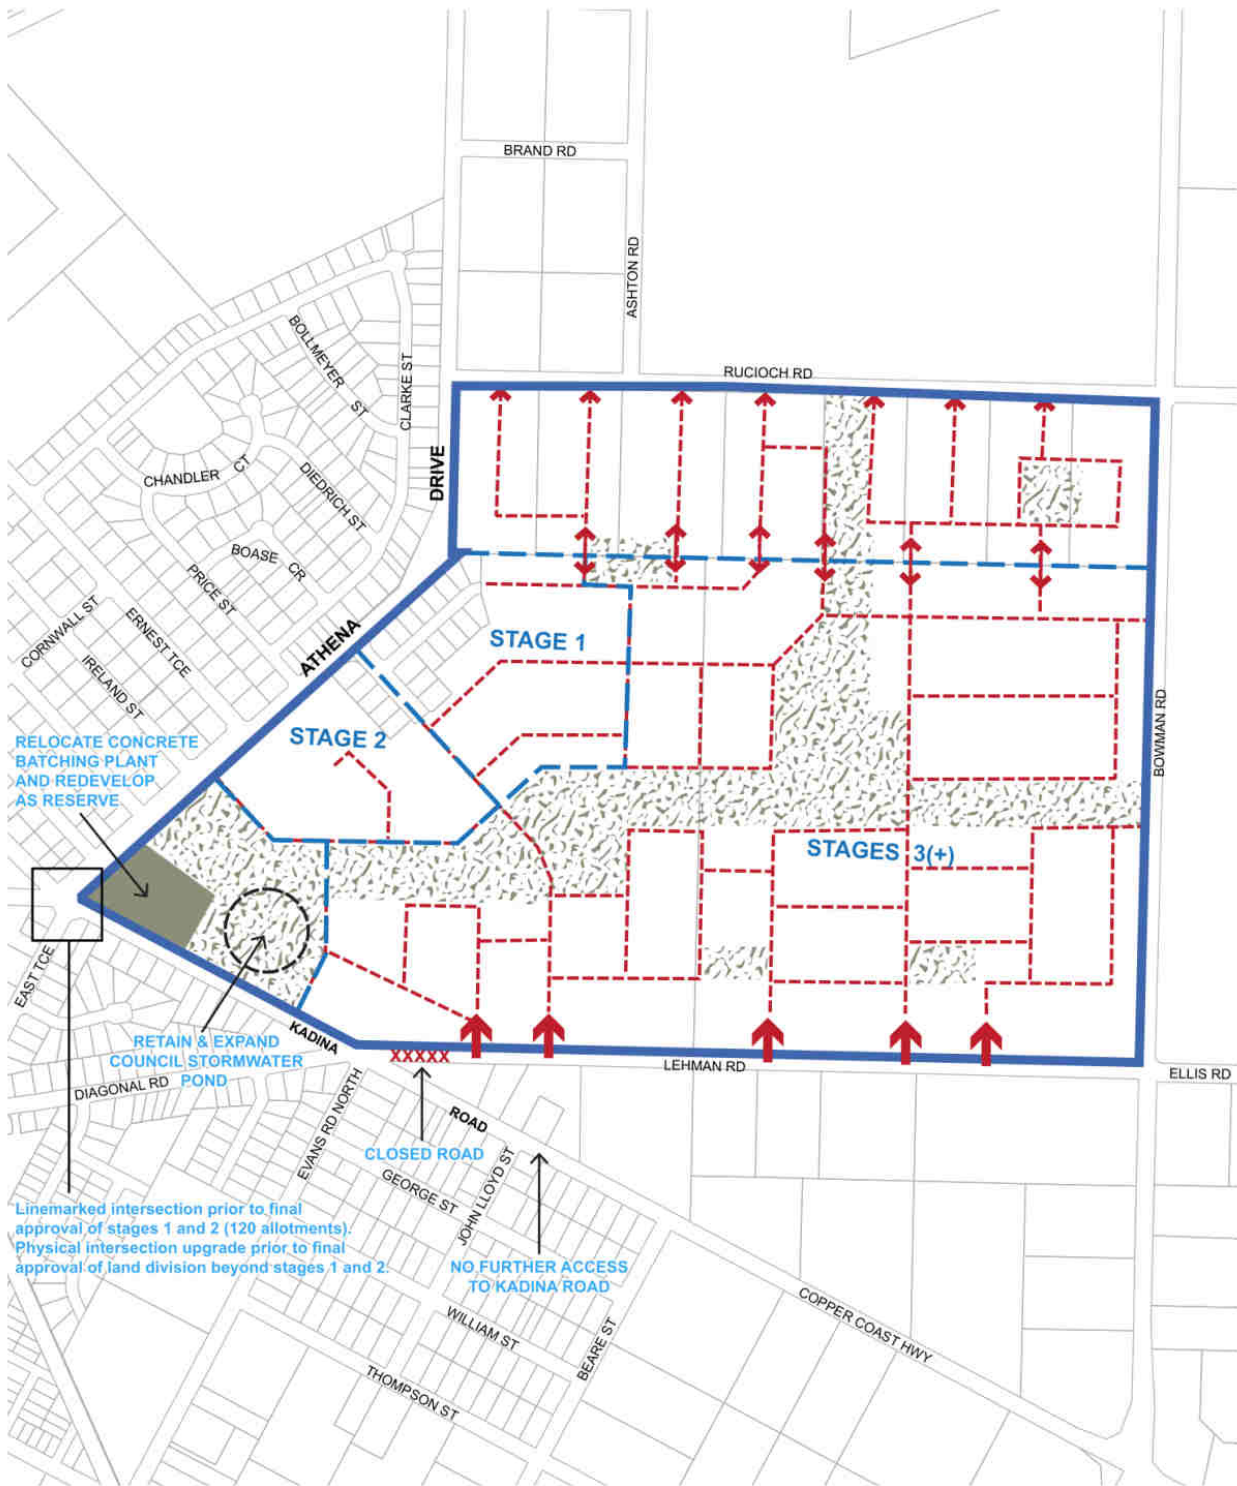 BRAND RD
ASHTON RD
RUCIOCH RD
BOLLMEYER ST
CLARKE ST
CHANDLER CT
DIEDRICH ST
DRIVE
BOASE CR
PRICE ST
CORNWALL ST
ERNEST TCE
IRELAND ST
ATHENA
STAGE 1
STAGE 2
BOWMAN RD
RELOCATE CONCRETE
BATCHING PLANT
AND REDEVELOP
AS RESERVE
STAGES 3(+)
EAST TCE
RETAIN & EXPAND
COUNCIL STORMWATER
POND
KADINA
XXXXX
LEHMAN RD
ELLIS RD
DIAGONAL RD
EVANS RD NORTH
ROAD
CLOSED ROAD
GEORGE ST
JOHN LLOYD ST
Linemarked intersection prior to final
approval of stages 1 and 2 (120 allotments).
Physical intersection upgrade prior to final
approval of land division beyond stages 1 and 2.
NO FURTHER ACCESS
TO KADINA ROAD
COPPER COAST HWY
WILLIAM ST
BEARE ST
THOMPSON ST